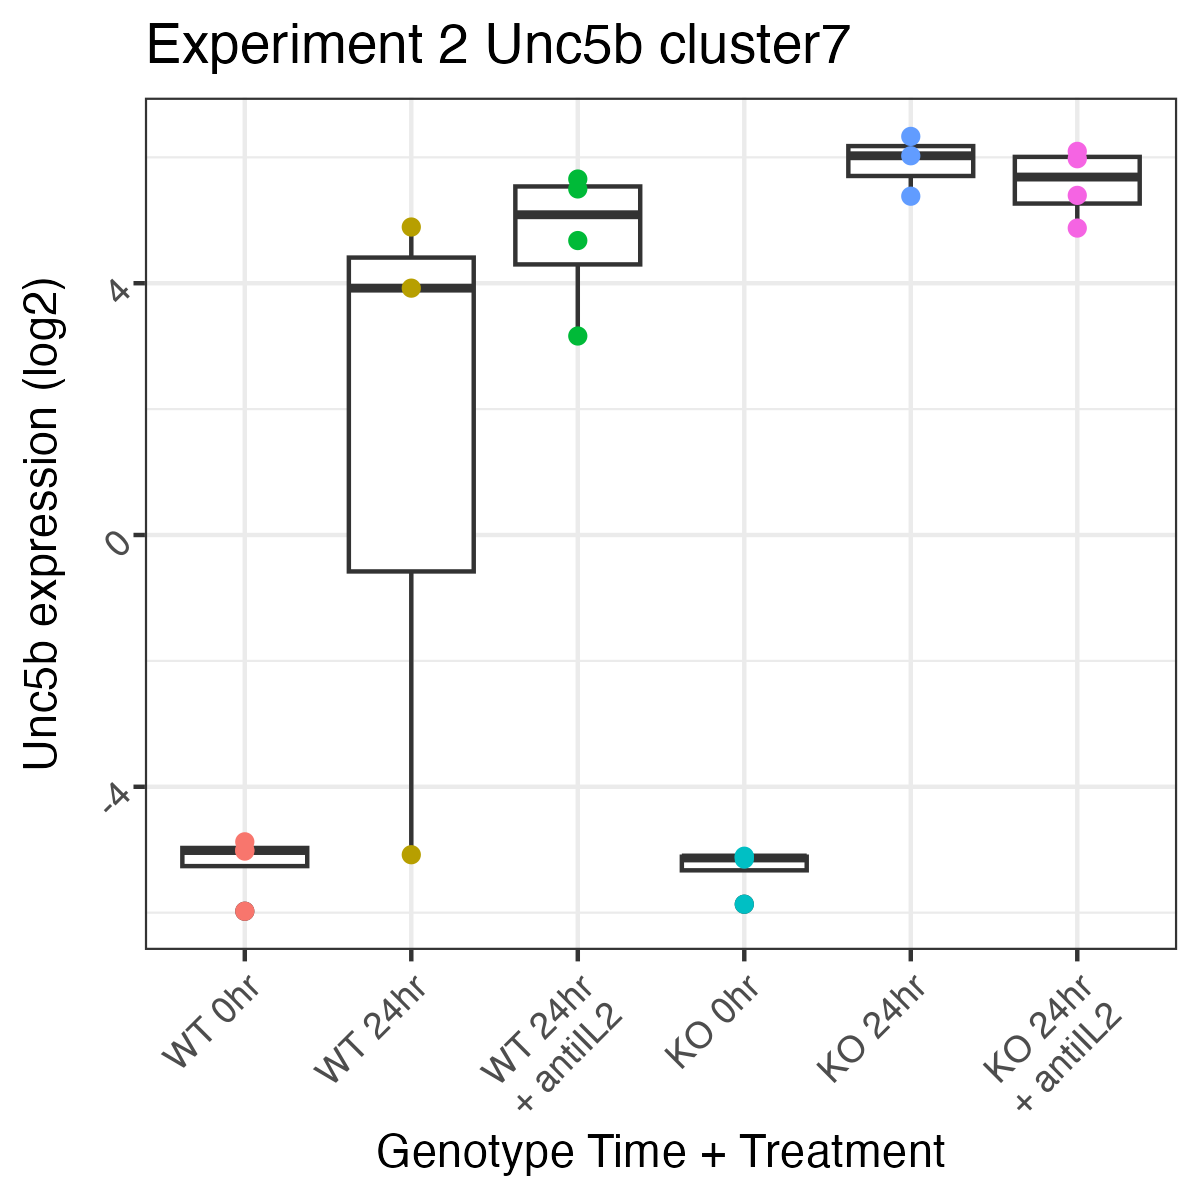 Experiment 2 Unc5b cluster7
Unc5b expression (log2)
4
0
-4
WT 0hr
WT 24hr
WT 24hr
+ antiIL2
KO 0hr
KO 24hr
KO 24hr
+ antiIL2
Genotype Time + Treatment